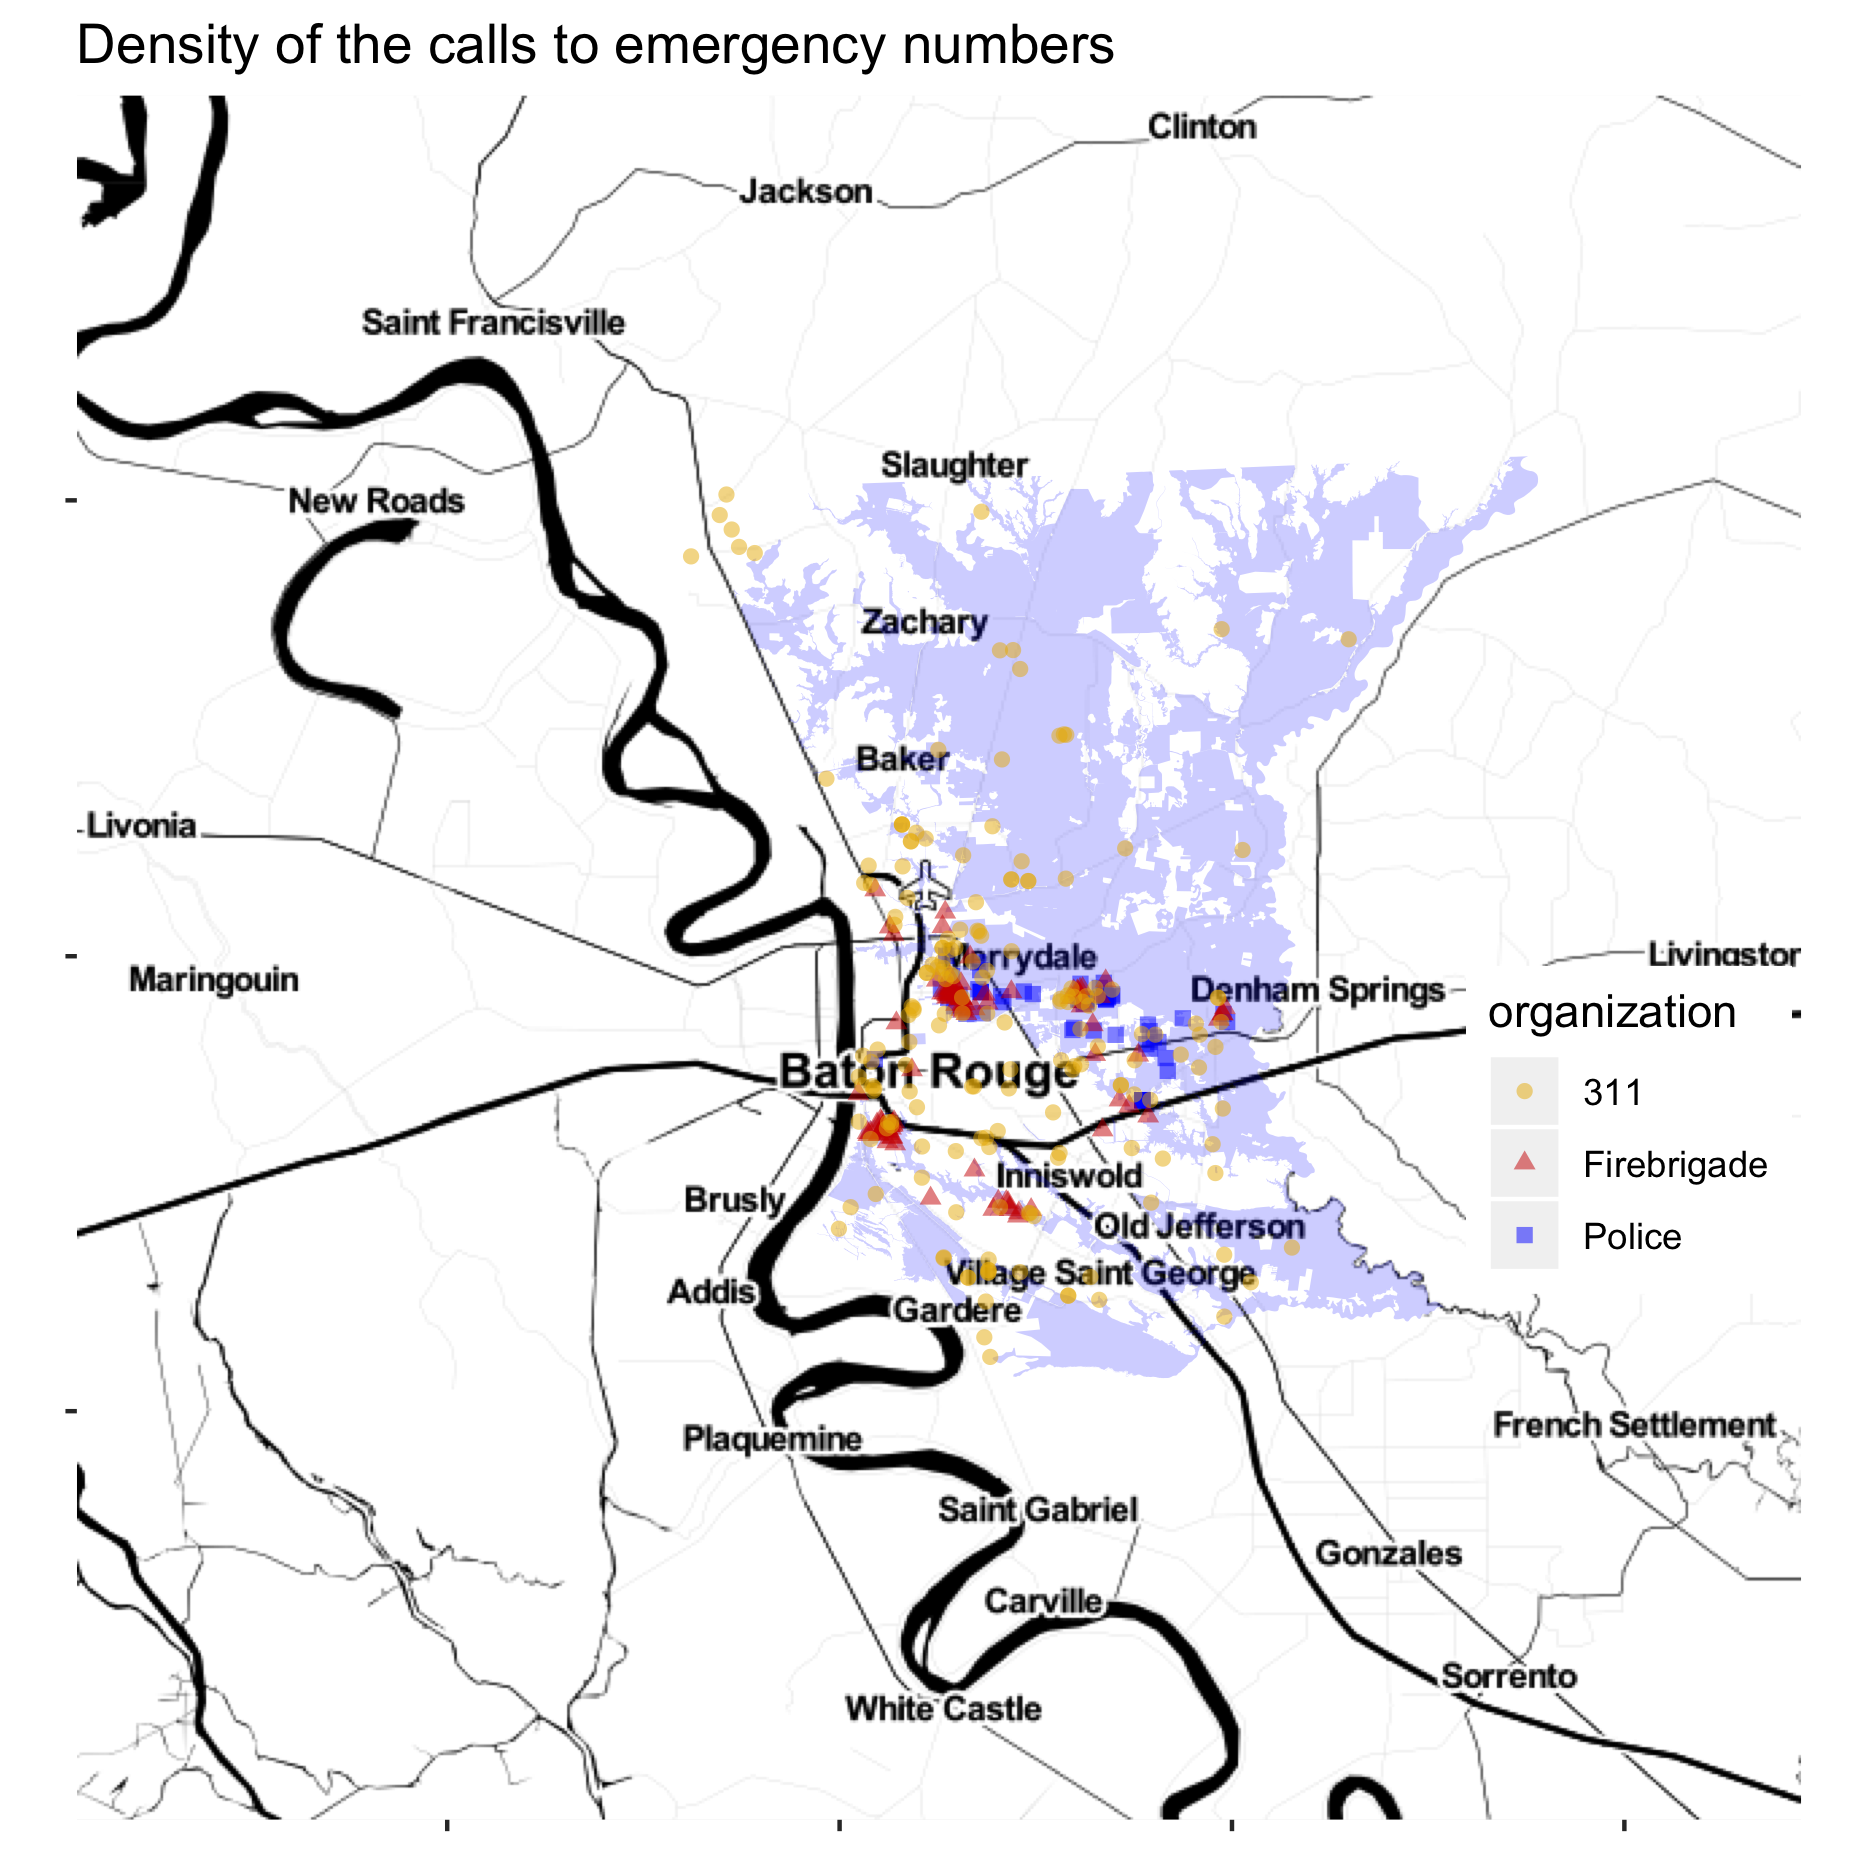 Density of the calls to emergency numbers
Clinton
Jackson
Saint Francisville
Slaughter
New Roads
Zachary
Baker
Livonia
Merrydale
Livingstor
Maringouin
Denham Springs
organization
Baton Rouge
311
Firebrigade
Police
Inniswold
Brusly
Old Jefferson
Village Saint George
Addis
Gardere
French Settlement
Plaquemine
Saint Gabriel
Gonzales
Carville
Sorrento
White Castle